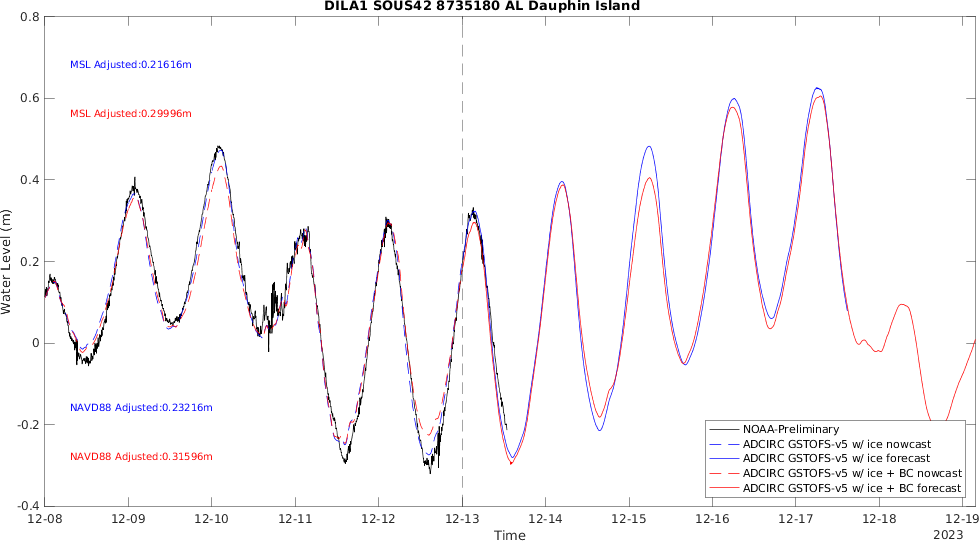 DILA1 SOUS42 8735180 AL Dauphin Island
0.8
0.6
0.4
0.2
0
-0.2
-0.4
Water Level (m)
MSL Adjusted:0.21616m
MSL Adjusted:0.29996m
NAVD88 Adjusted:0.23216m
NAVD88 Adjusted:0.31596m
NOAA-Preliminary
ADCIRC GSTOFS-v5 w/ ice nowcast
ADCIRC GSTOFS-v5 w/ ice forecast
ADCIRC GSTOFS-v5 w/ ice + BC nowcast
ADCIRC GSTOFS-v5 w/ ice + BC forecast
12-08 12-09 12-10 12-11 12-12 12-13 12-14 12-15 12-16 12-17 12-18 12-19
Time
2023